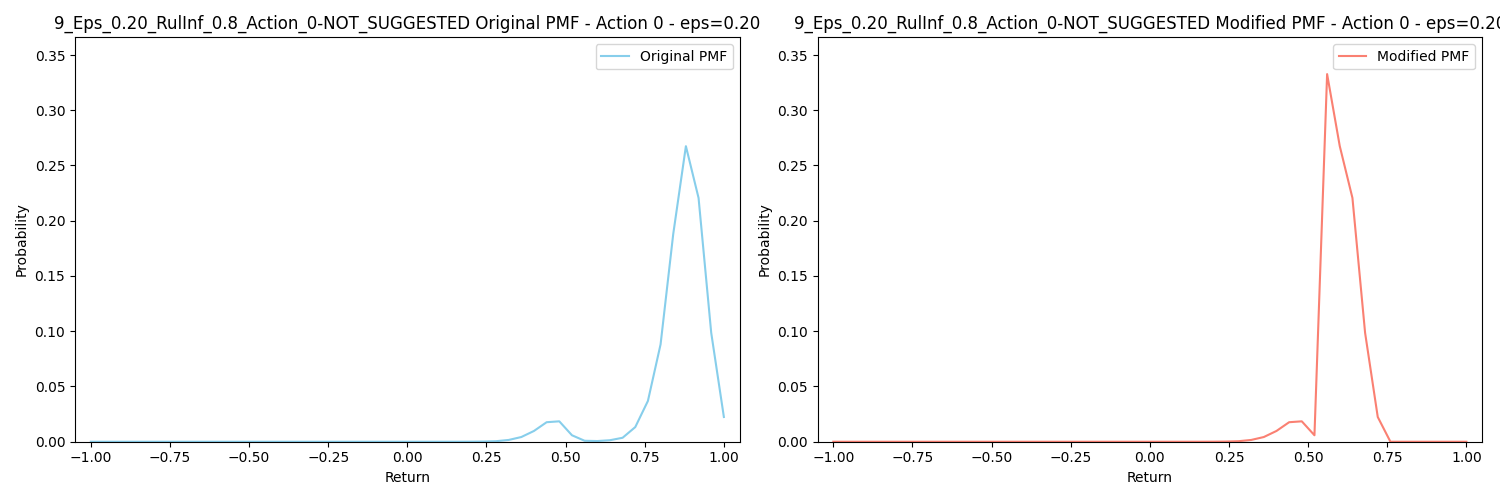 9_Eps_0.20_RulInf_0.8_Action_0-NOT_SUGGESTED Original PMF - Action 0 - eps=0.20
Original PMF
0.35
0.30
0.25
0.20
0.15
0.10
0.05
0.00
Probability
−1.00 −0.75 −0.50 −0.25 0.00 0.25 0.50 0.75 1.00
Return
9_Eps_0.20_RulInf_0.8_Action_0-NOT_SUGGESTED Modified PMF - Action 0 - eps=0.20
Modified PMF
0.35
0.30
0.25
0.20
0.15
0.10
0.05
0.00
Probability
−1.00 −0.75 −0.50 −0.25 0.00 0.25 0.50 0.75 1.00
Return